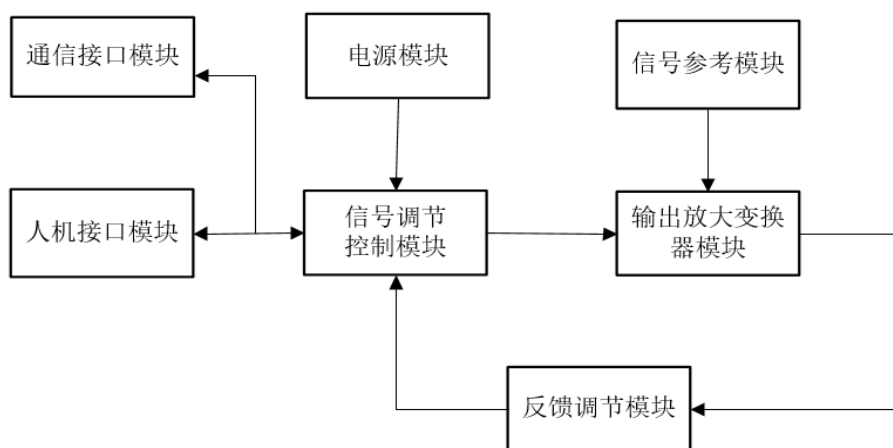 通信接口模块
电源模块
信号参考模块
人机接口模块
信号调节
控制模块
输出放大变换
器模块
反馈调节模块